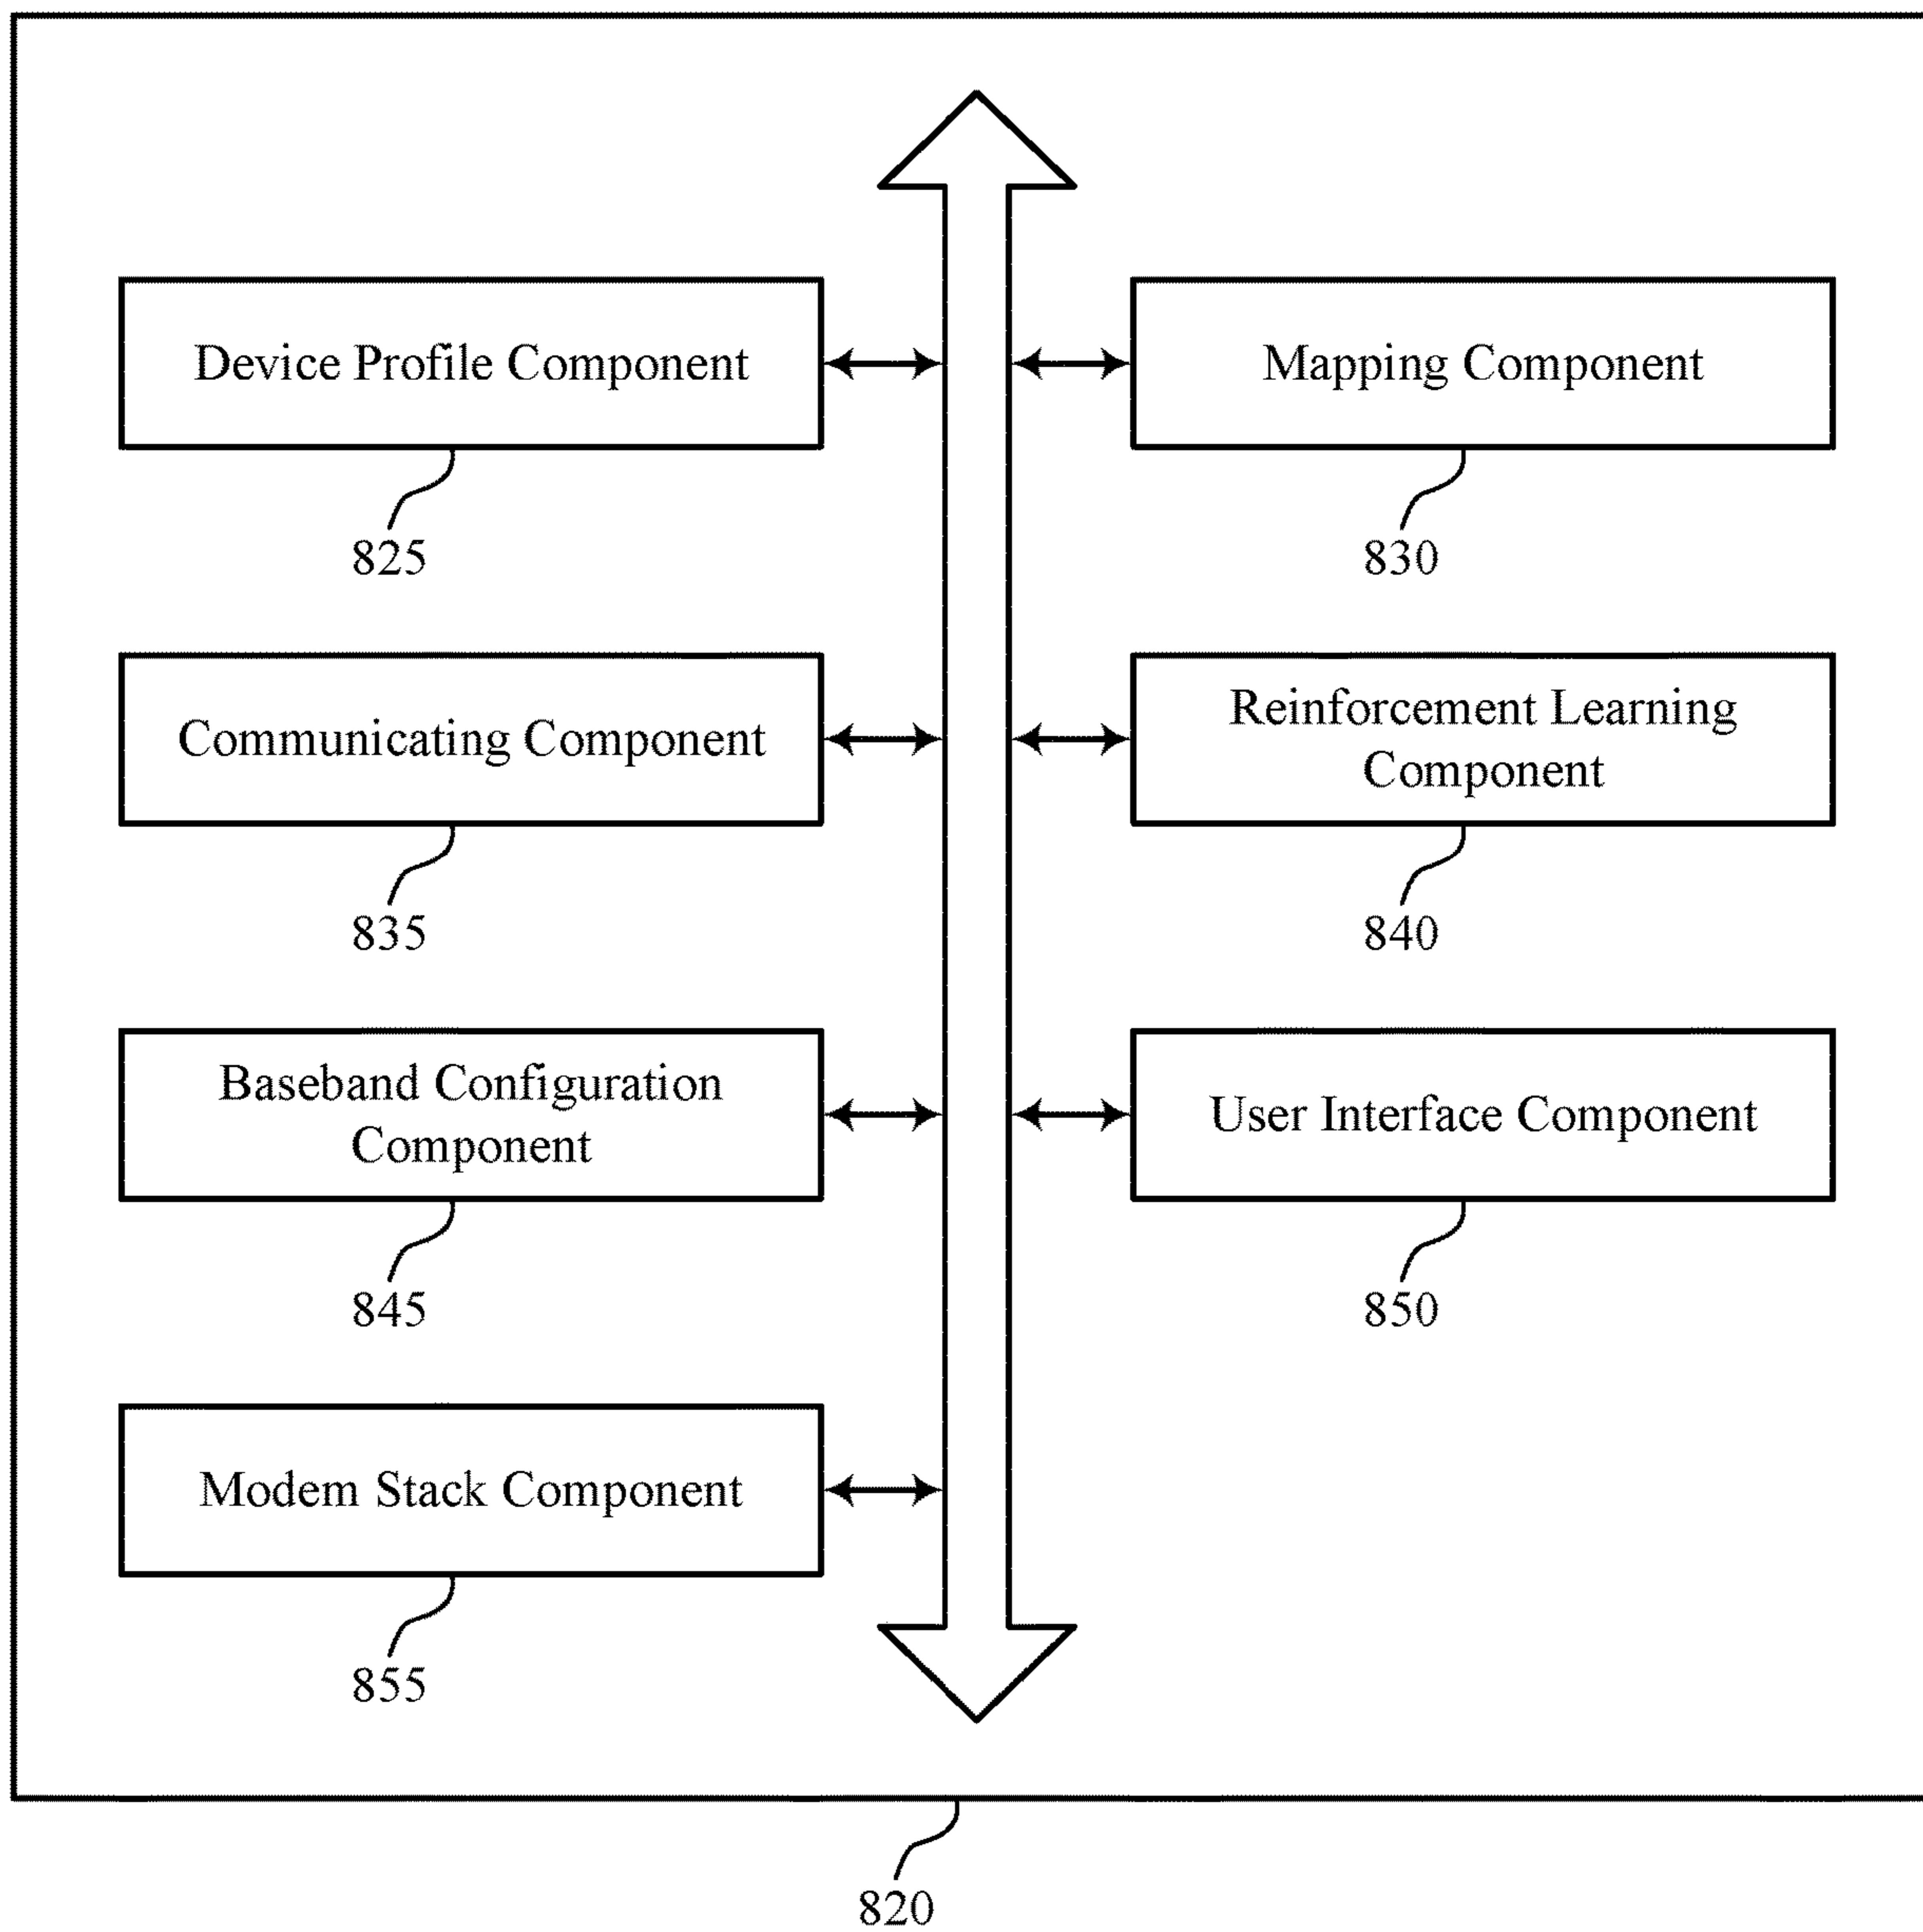 Device Profile Component
825
Mapping Component
830
Communicating Component
835
Reinforcement Learning
Component
840
Baseband Configuration
Component
845
User Interface Component
850
Modem Stack Component
855
820